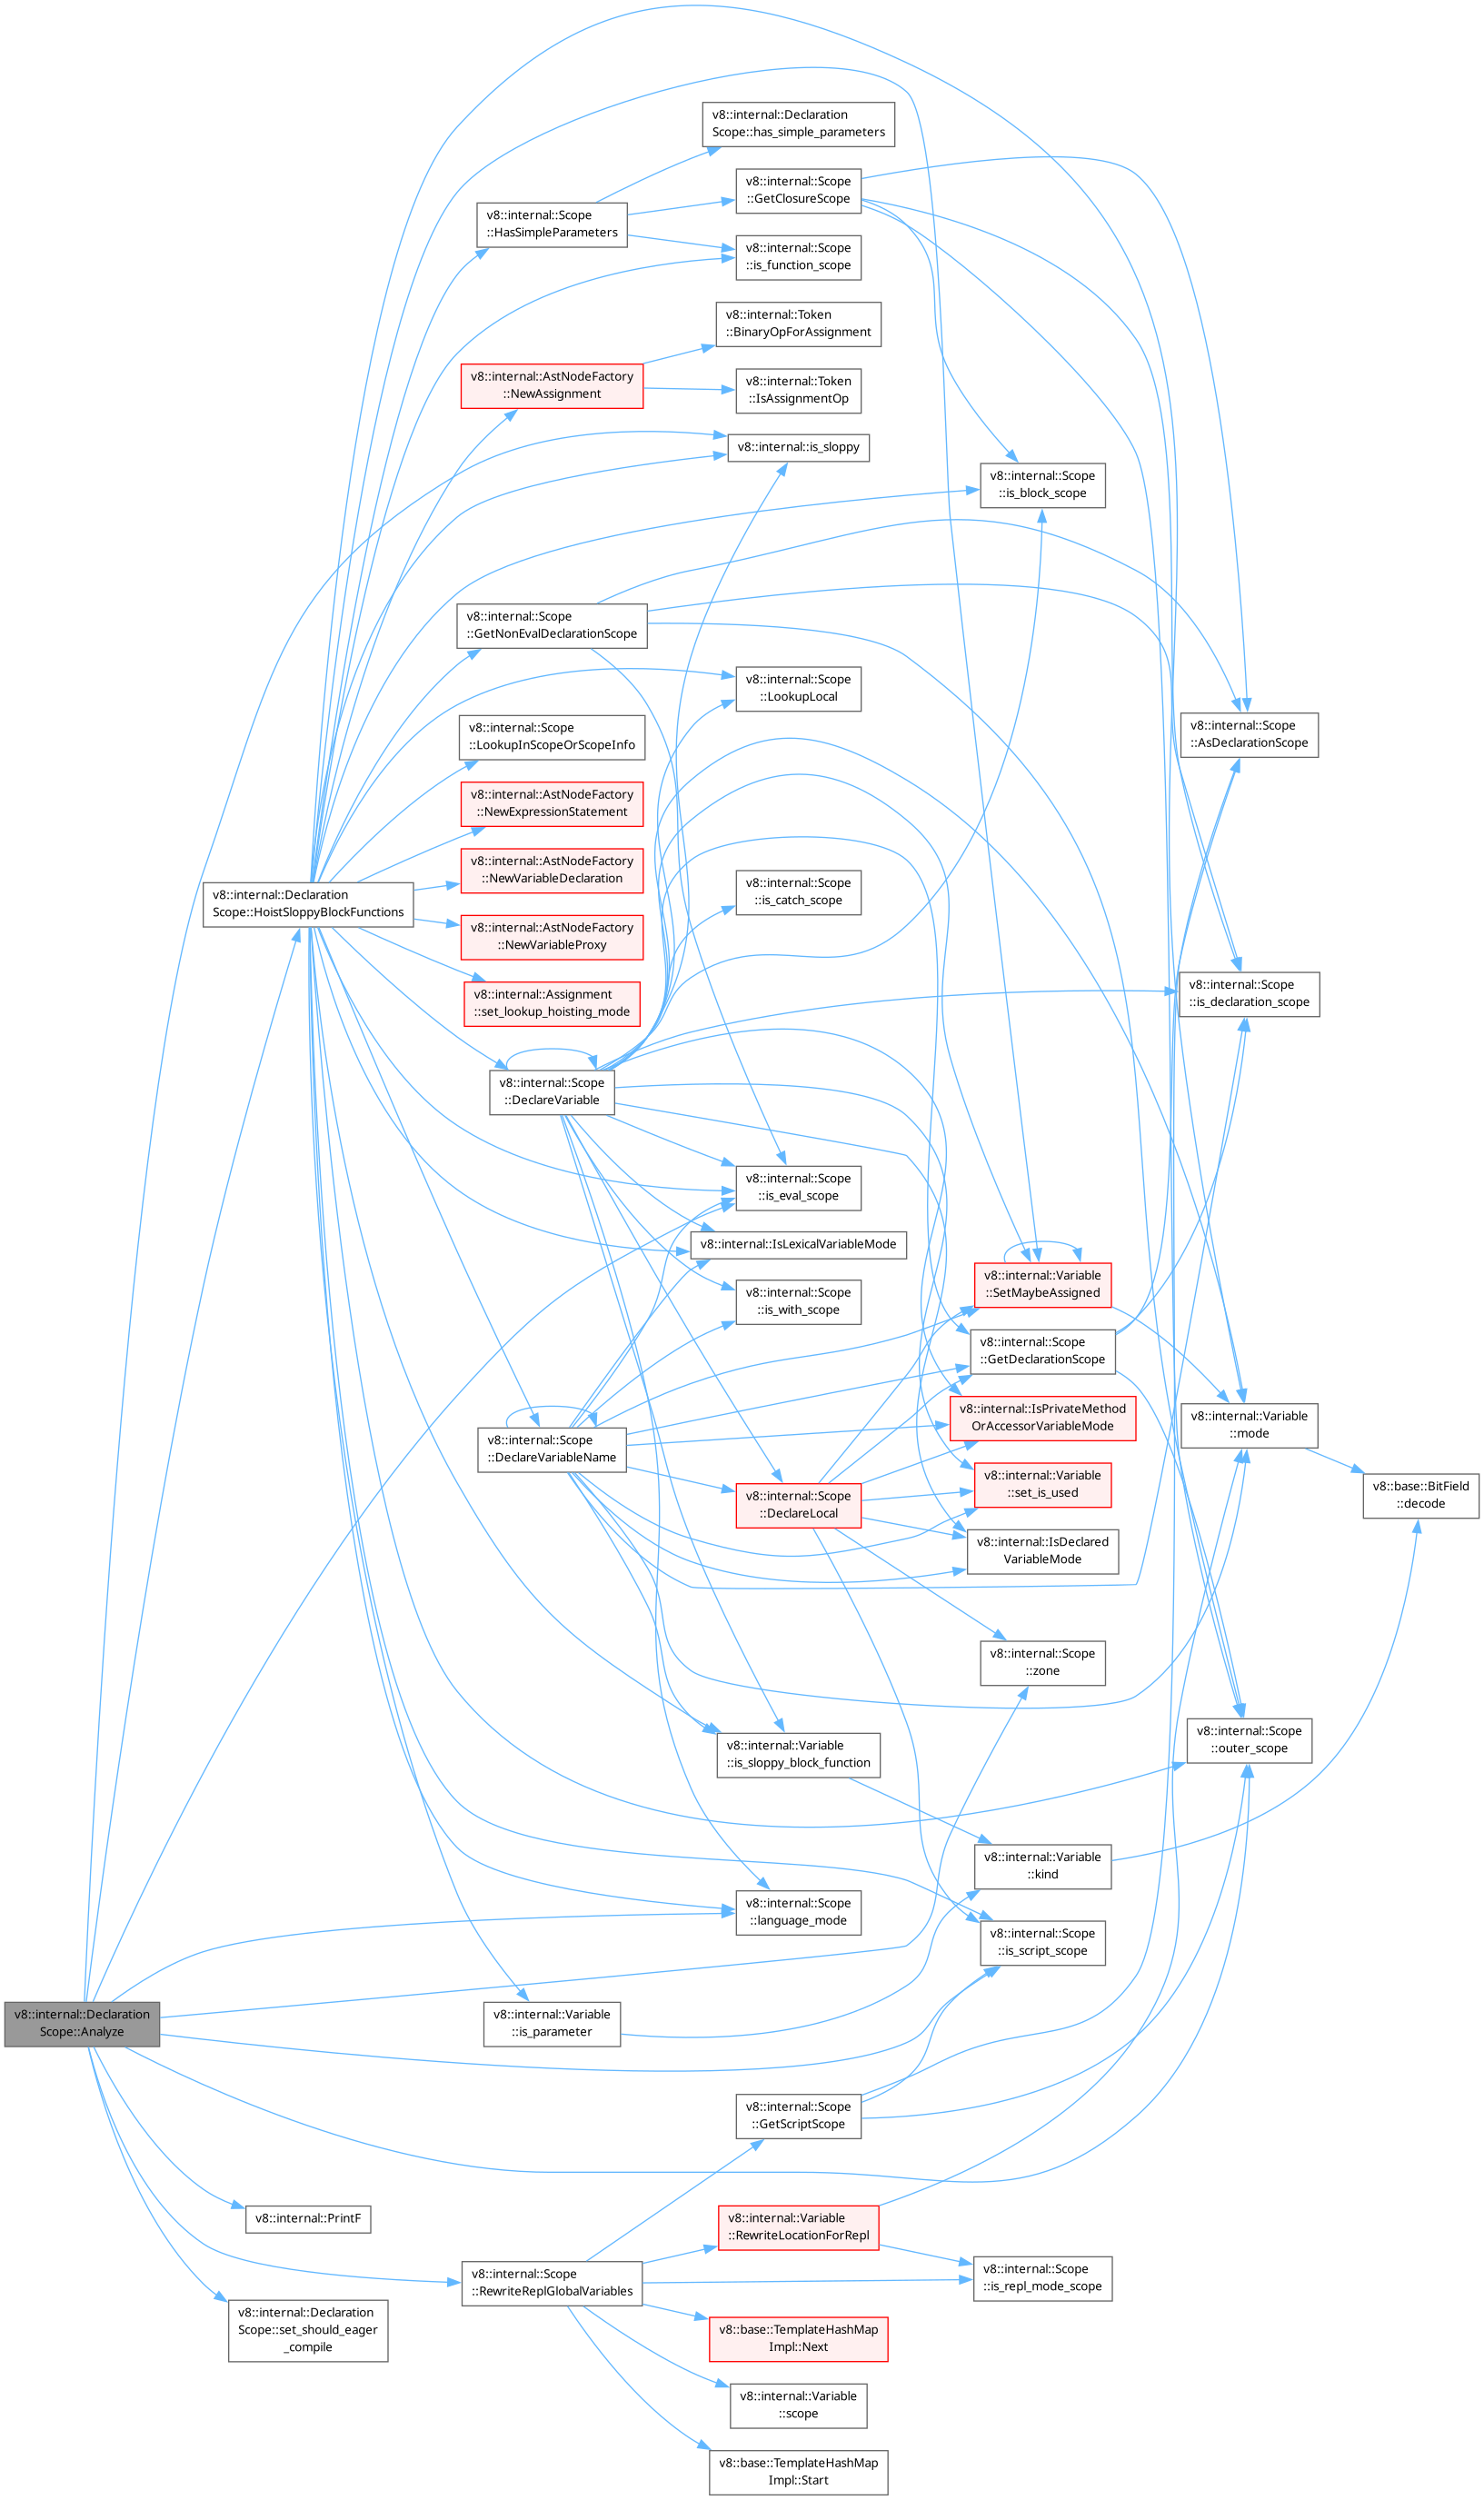 v8::internal::Declaration
Scope::has_simple_parameters
v8::internal::Scope
::GetClosureScope
v8::internal::Scope
::HasSimpleParameters
v8::internal::Scope
::is_function_scope
v8::internal::Token
::BinaryOpForAssignment
v8::internal::AstNodeFactory
::NewAssignment
v8::internal::Token
::IsAssignmentOp
v8::internal::is_sloppy
v8::internal::Scope
::is_block_scope
v8::internal::Scope
::GetNonEvalDeclarationScope
v8::internal::Scope
::LookupLocal
v8::internal::Scope
::LookupInScopeOrScopeInfo
v8::internal::Scope
::AsDeclarationScope
v8::internal::AstNodeFactory
::NewExpressionStatement
v8::internal::AstNodeFactory
::NewVariableDeclaration
v8::internal::Scope
::is_catch_scope
v8::internal::Declaration
Scope::HoistSloppyBlockFunctions
v8::internal::AstNodeFactory
::NewVariableProxy
v8::internal::Assignment
::set_lookup_hoisting_mode
v8::internal::Scope
::is_declaration_scope
v8::internal::Scope
::DeclareVariable
v8::internal::Scope
::is_eval_scope
v8::internal::IsLexicalVariableMode
v8::internal::Scope
::is_with_scope
v8::internal::Variable
::SetMaybeAssigned
v8::internal::Scope
::GetDeclarationScope
v8::internal::IsPrivateMethod
OrAccessorVariableMode
v8::internal::Variable
::mode
v8::internal::Scope
::DeclareVariableName
v8::internal::Scope
::DeclareLocal
v8::internal::Variable
::set_is_used
v8::base::BitField
::decode
v8::internal::IsDeclared
VariableMode
v8::internal::Scope
::zone
v8::internal::Variable
::is_sloppy_block_function
v8::internal::Scope
::outer_scope
v8::internal::Variable
::kind
v8::internal::Scope
::language_mode
v8::internal::Scope
::is_script_scope
v8::internal::Declaration
Scope::Analyze
v8::internal::Variable
::is_parameter
v8::internal::Scope
::GetScriptScope
v8::internal::PrintF
v8::internal::Variable
::RewriteLocationForRepl
v8::internal::Scope
::RewriteReplGlobalVariables
v8::internal::Scope
::is_repl_mode_scope
v8::internal::Declaration
Scope::set_should_eager
_compile
v8::base::TemplateHashMap
Impl::Next
v8::internal::Variable
::scope
v8::base::TemplateHashMap
Impl::Start